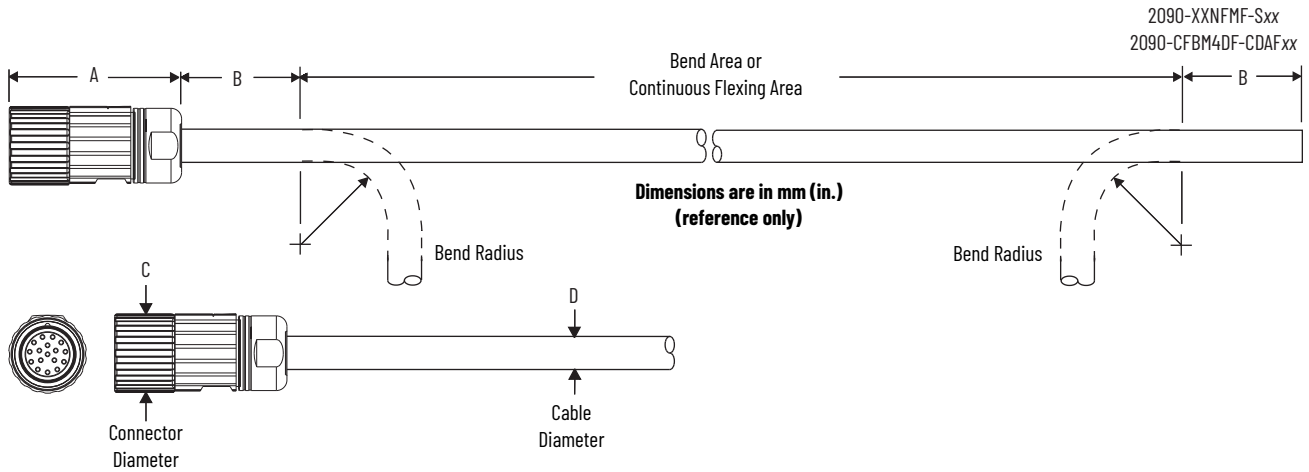 2090-XXNFMF-Sxx
2090-CFBM4DF-CDAFxx
A
B
Bend Area or
Continuous Flexing Area
B
Dimensions are in mm (in.)
(reference only)
Bend Radius
Bend Radius
C
D
Connector
Diameter
Cable
Diameter